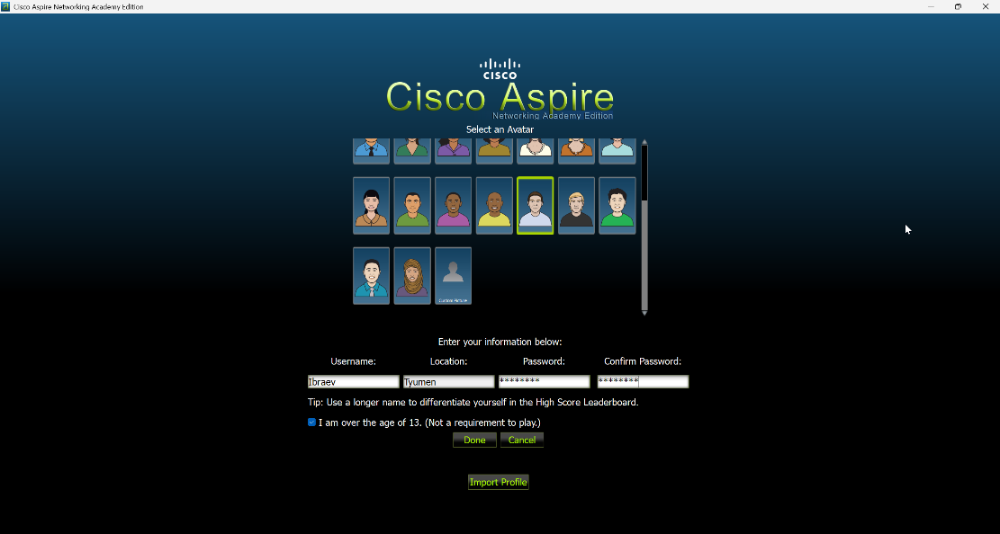 Cisco Aspire Networking Academy Edition
CISCO
Cisco Aspire
Networking Academy Edition
Select an Avatar
Custom Picture
Enter your information below:
Username: Location: Password: Confirm Password:
Ibraev Tyumen ******** ********
Tip: Use a longer name to differentiate yourself in the High Score Leaderboard.
I am over the age of 13. (Not a requirement to play.)
Done Cancel
Import Profile